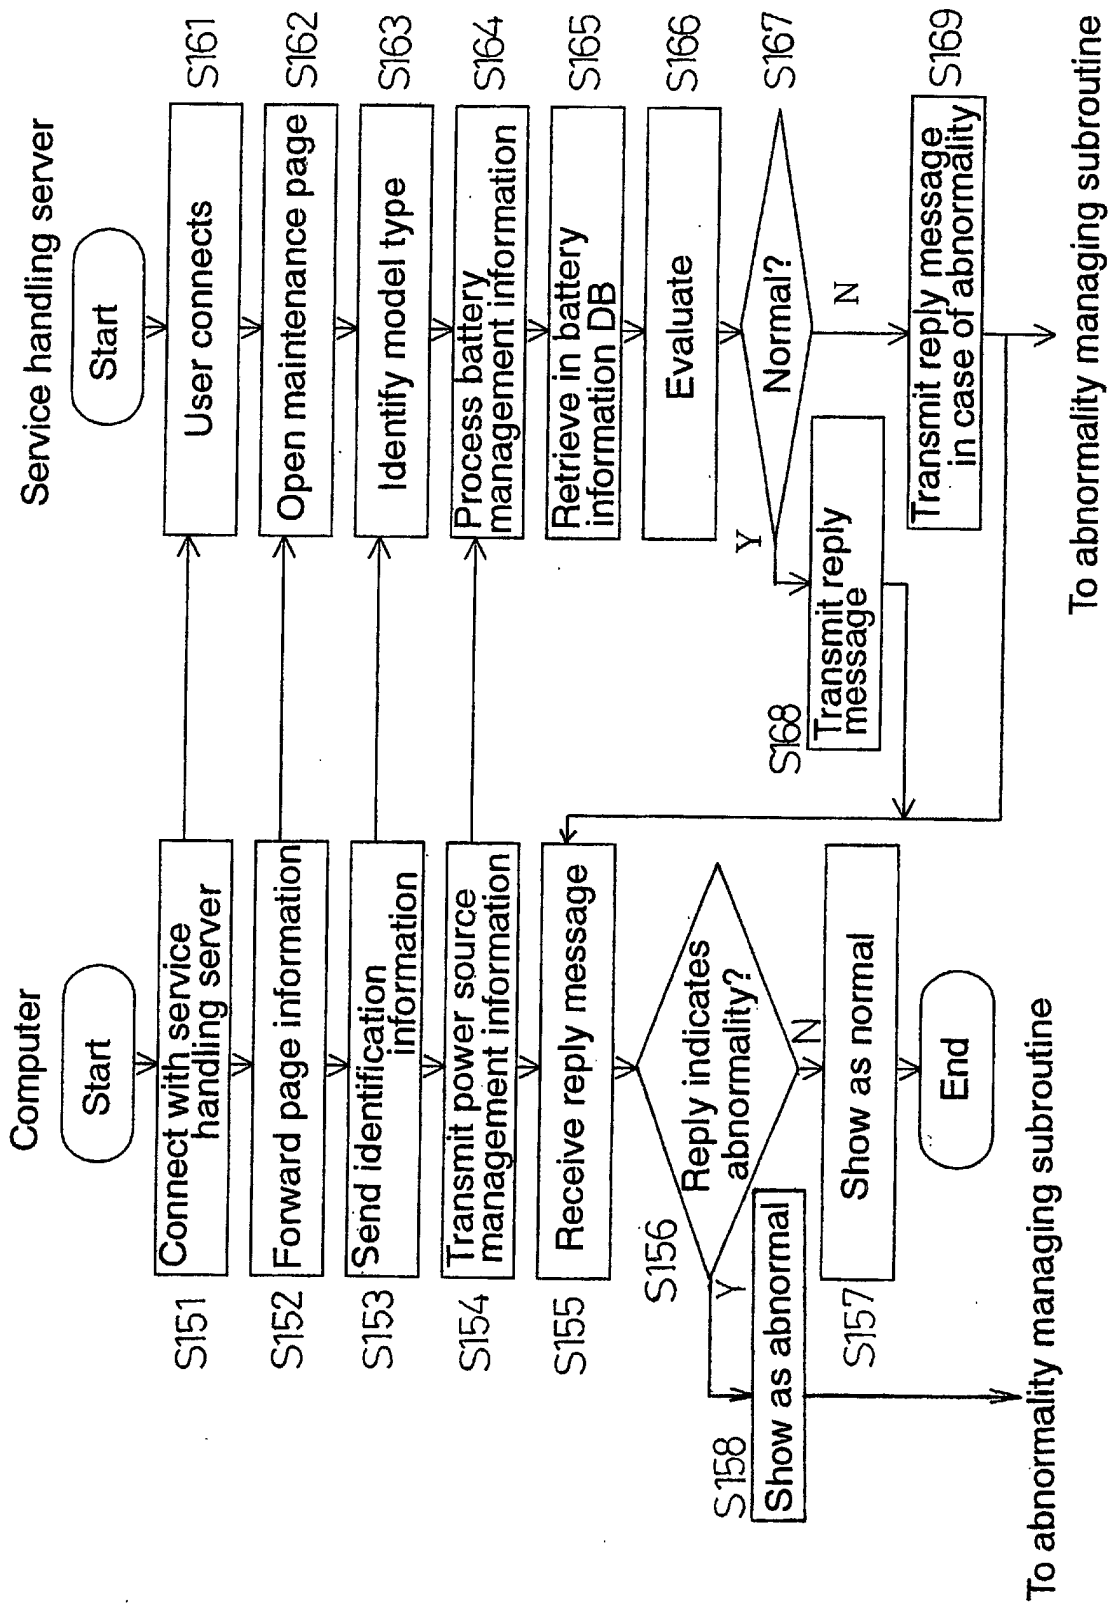 Computer
Start
S151
Connect with service
handling server
S152
Forward page information
S153
Send identification
information
S154
Transmit power source
management information
S155
Receive reply message
S156
Reply indicates
abnormality?
Y
N
S158
Show as abnormal
S157
Show as normal
End
To abnormality managing subroutine
Service handling server
Start
User connects
S161
Open maintenance page
S162
Identify model type
S163
Process battery
management information
S164
Retrieve in battery
information DB
S165
Evaluate
S166
Normal?
S167
Y
N
S168
Transmit reply
message
Transmit reply message
in case of abnormality
S169
To abnormality managing subroutine